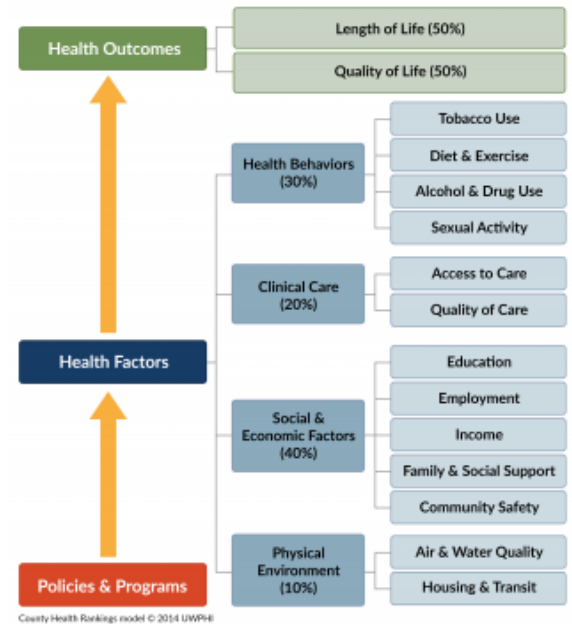 Health Outcomes
Length of Life (50%)
Quality of Life (50%)
Health Factors
Health Behaviors
(30%)
Tobacco Use
Diet & Exercise
Alcohol & Drug Use
Sexual Activity
Clinical Care
(20%)
Access to Care
Quality of Care
Social &
Economic Factors
(40%)
Education
Employment
Income
Family & Social Support
Community Safety
Physical
Environment
(10%)
Air & Water Quality
Housing & Transit
Policies & Programs
County Health Rankings model © 2014 UWPHI